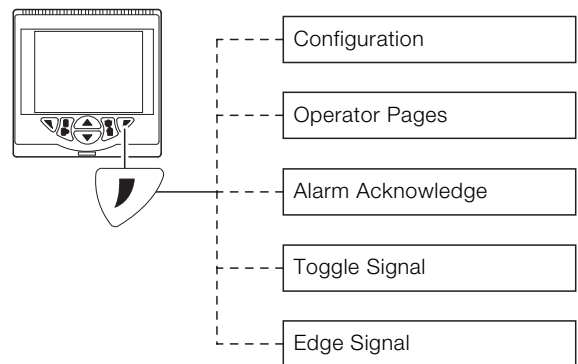 Configuration
Operator Pages
Alarm Acknowledge
Toggle Signal
Edge Signal